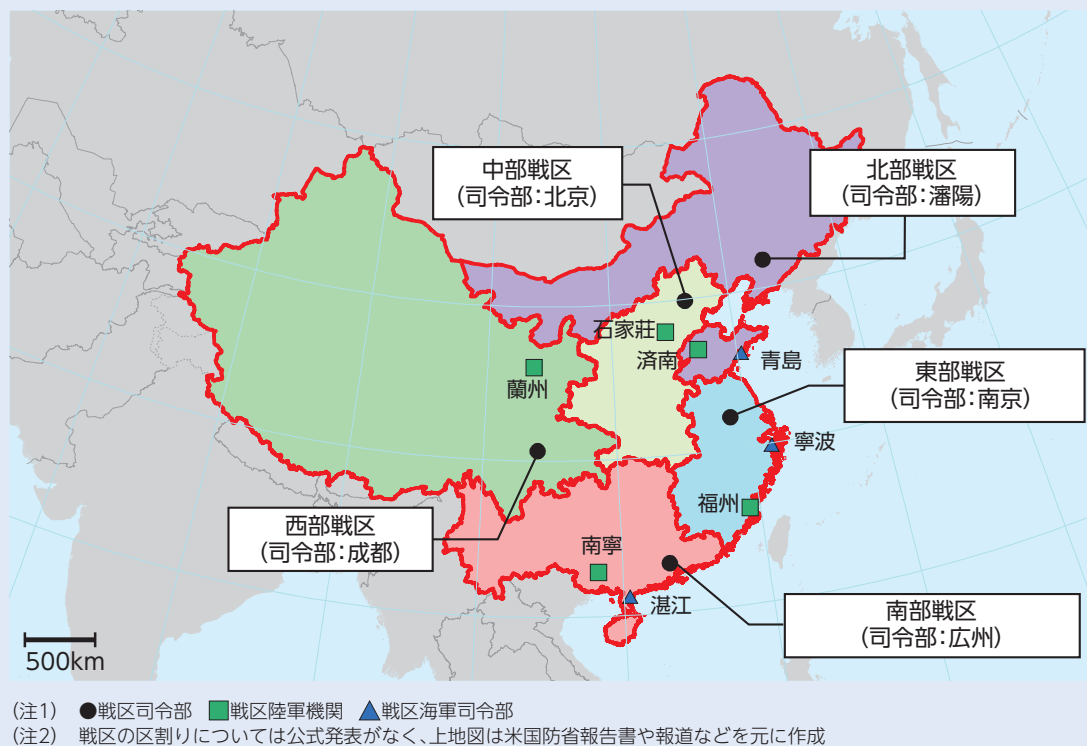 中部戦区
(司令部：北京)
北部戦区
(司令部：瀋陽)
石家荘
済南
青島
蘭州
東部戦区
(司令部：南京)
寧波
福州
西部戦区
(司令部：成都)
南寧
湛江
南部戦区
(司令部：広州)
500km
(注1) ●戦区司令部 ■戦区陸軍機関 ▲戦区海軍司令部
(注2) 戦区の区割りについては公式発表がなく、上地図は米国防省報告書や報道などを元に作成